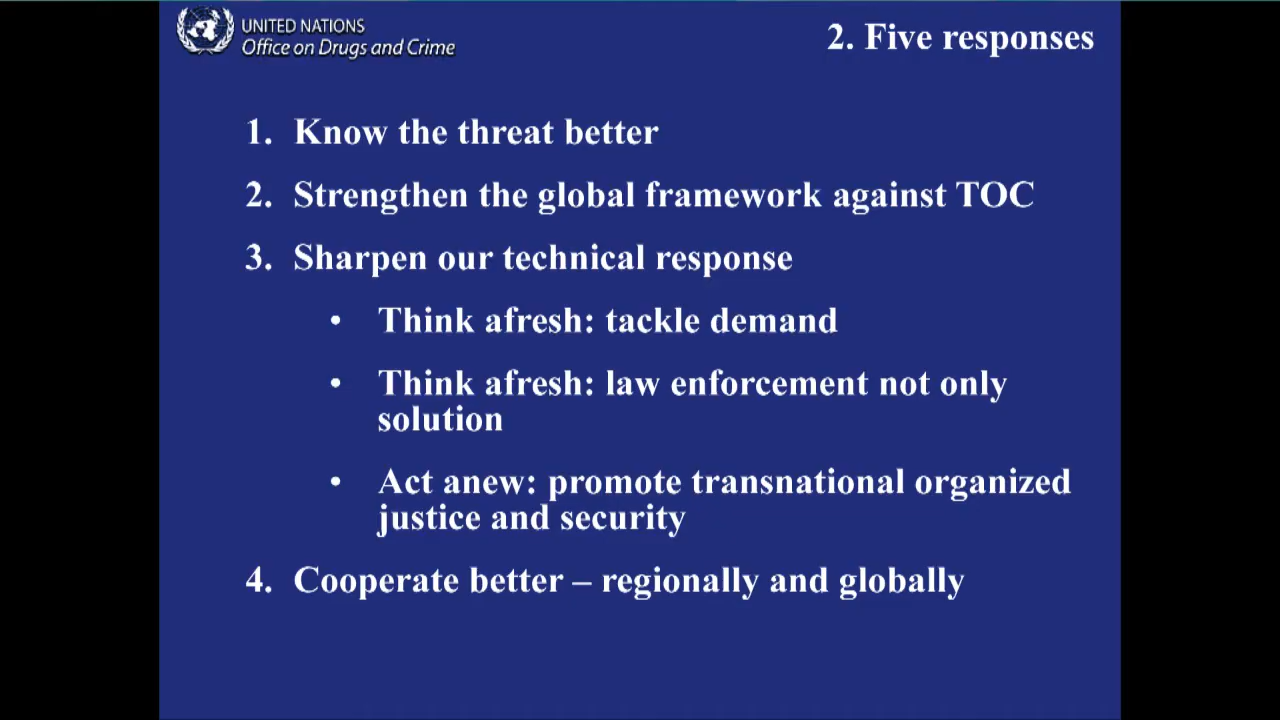 UNITED NATIONS
Office on Drugs and Crime
2. Five responses
1. Know the threat better
2. Strengthen the global framework against TOC
3. Sharpen our technical response
• Think afresh: tackle demand
• Think afresh: law enforcement not only
solution
• Act anew: promote transnational organized
justice and security
4. Cooperate better – regionally and globally